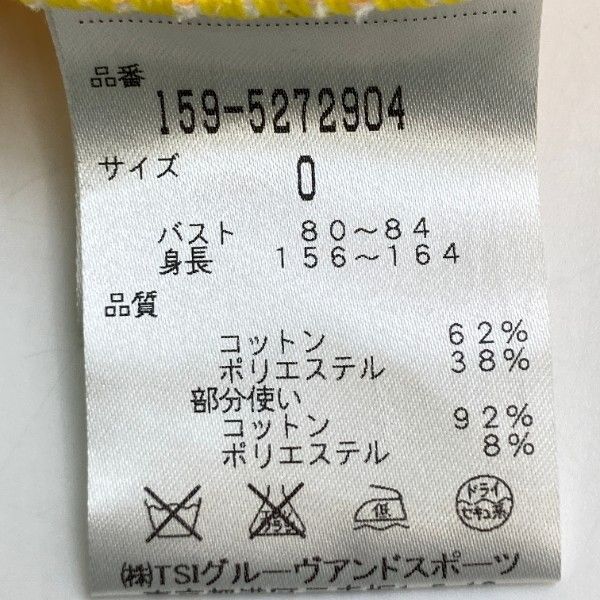 品番
159-5272904
サイズ
0
バスト 80～84
身長 156～164
品質
コットン 62%
ポリエステル 38%
部分使い
コットン 92%
ポリエステル 8%
低
ドライ
セキユ系
㈱TSIグルーヴアンドスポーツ